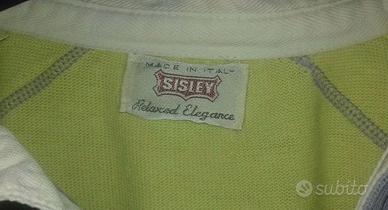 MADE IN ITALY
SISLEY
Relaxed Elegance
subito